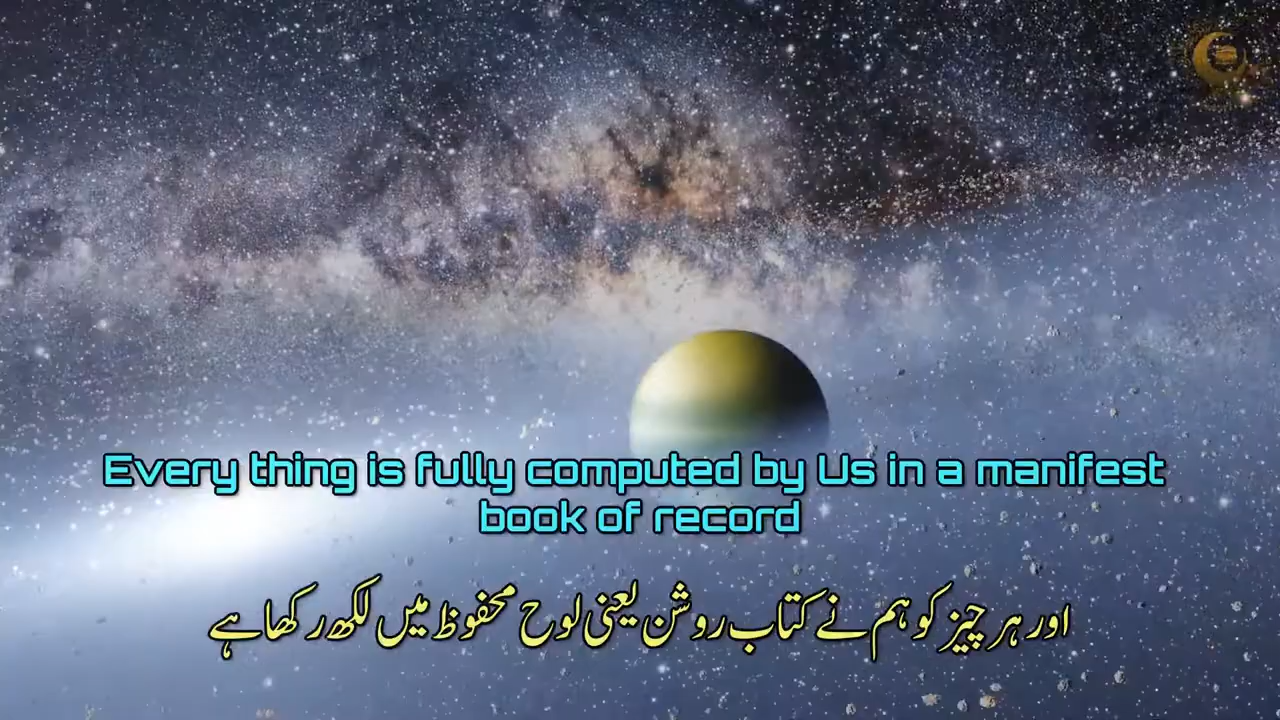 Every thing is fully computed by Us in a manifest
book of record
اور ہر چیز کو ہم نے کتاب روشن یعنی لوح محفوظ میں لکھ رکھا ہے